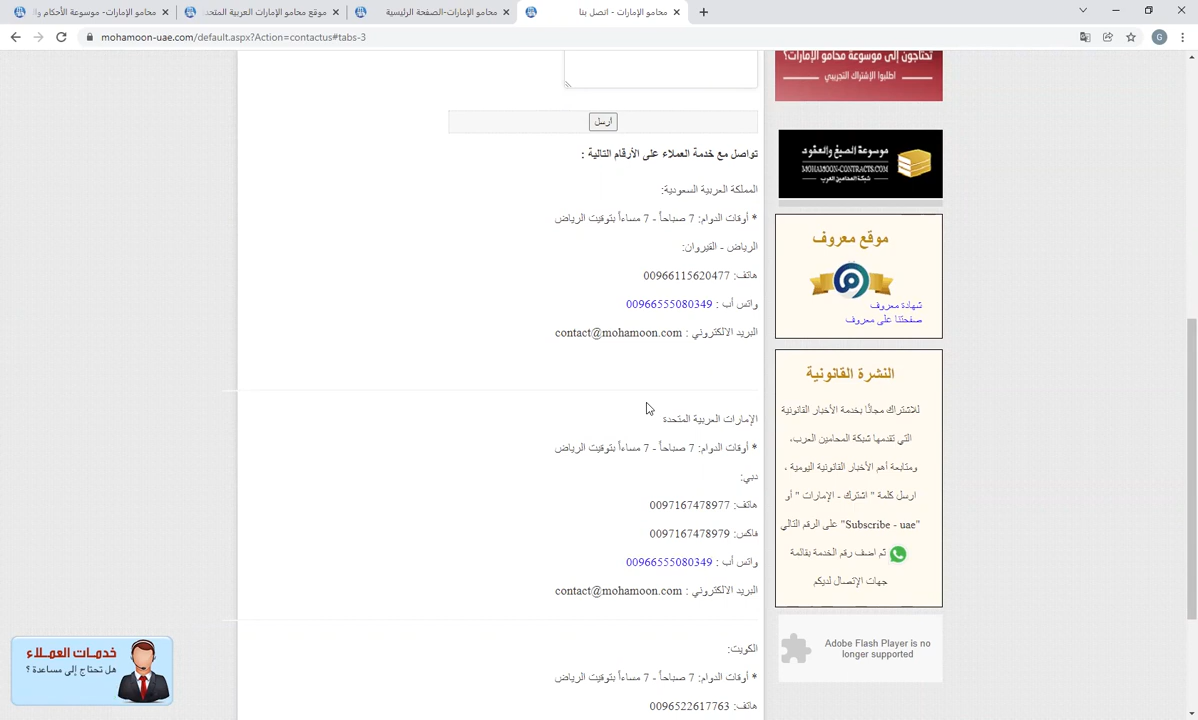 محامو الإمارات - اتصل بنا
محامو الإمارات-الصفحة الرئيسية
موقع محامو الإمارات العربية المتحد
محامو الإمارات- موسوعة الأحكام وال
mohamoon-uae.com/default.aspx?Action=contactus#tabs-3
G
أرسل
تواصل مع خدمة العملاء على الأرقام التالية :
المملكة العربية السعودية:
* أوقات الدوام: 7 صباحاً - 7 مساءاً بتوقيت الرياض
الرياض - القيروان:
هاتف: 00966115620477
واتس أب : 00966555080349
البريد الالكتروني : contact@mohamoon.com
الإمارات العربية المتحدة
* أوقات الدوام: 7 صباحاً - 7 مساءاً بتوقيت الرياض
دبي:
هاتف: 0097167478977
فاكس: 0097167478979
واتس أب : 00966555080349
البريد الالكتروني : contact@mohamoon.com
الكويت:
* أوقات الدوام: 7 صباحاً - 7 مساءاً بتوقيت الرياض
هاتف: 0096522617763
تحتاجون إلى موسوعة محامو الإمارات؟
اطلبوا الإشتراك التجريبي
موسوعة الصيغ والعقود
MOHAMOON-CONTRACTS.COM
شبكة المحامين العرب
موقع معروف
شهادة معروف
صفحتنا على معروف
النشرة القانونية
للاشتراك مجانًا بخدمة الأخبار القانونية
التي تقدمها شبكة المحامين العرب،
ومتابعة أهم الأخبار القانونية اليومية ،
ارسل كلمة " اشترك - الإمارات " أو
"Subscribe - uae" على الرقم التالي
ثم اضف رقم الخدمة بقائمة
جهات الإتصال لديكم
Adobe Flash Player is no
longer supported
خدمـات العمـلاء
هل تحتاج إلى مساعدة ؟